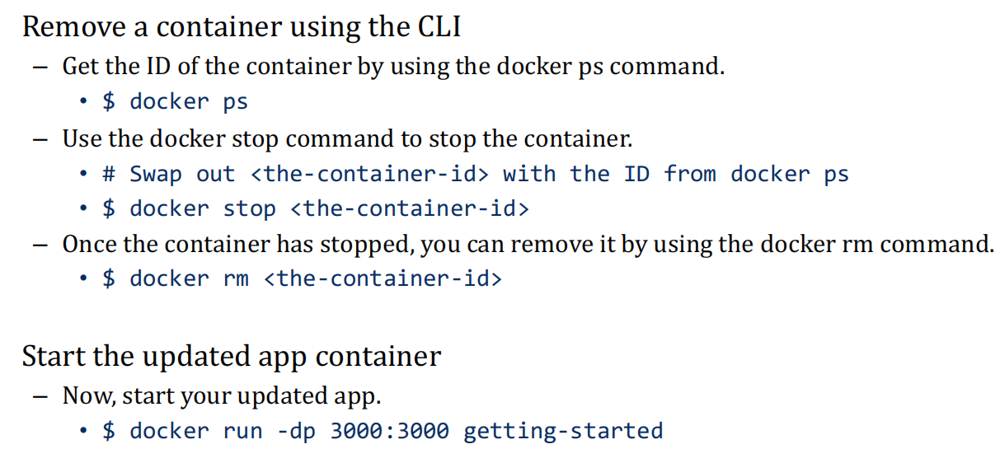 Remove a container using the CLI
– Get the ID of the container by using the docker ps command.
• $ docker ps
– Use the docker stop command to stop the container.
• # Swap out <the-container-id> with the ID from docker ps
• $ docker stop <the-container-id>
– Once the container has stopped, you can remove it by using the docker rm command.
• $ docker rm <the-container-id>
Start the updated app container
– Now, start your updated app.
• $ docker run -dp 3000:3000 getting-started